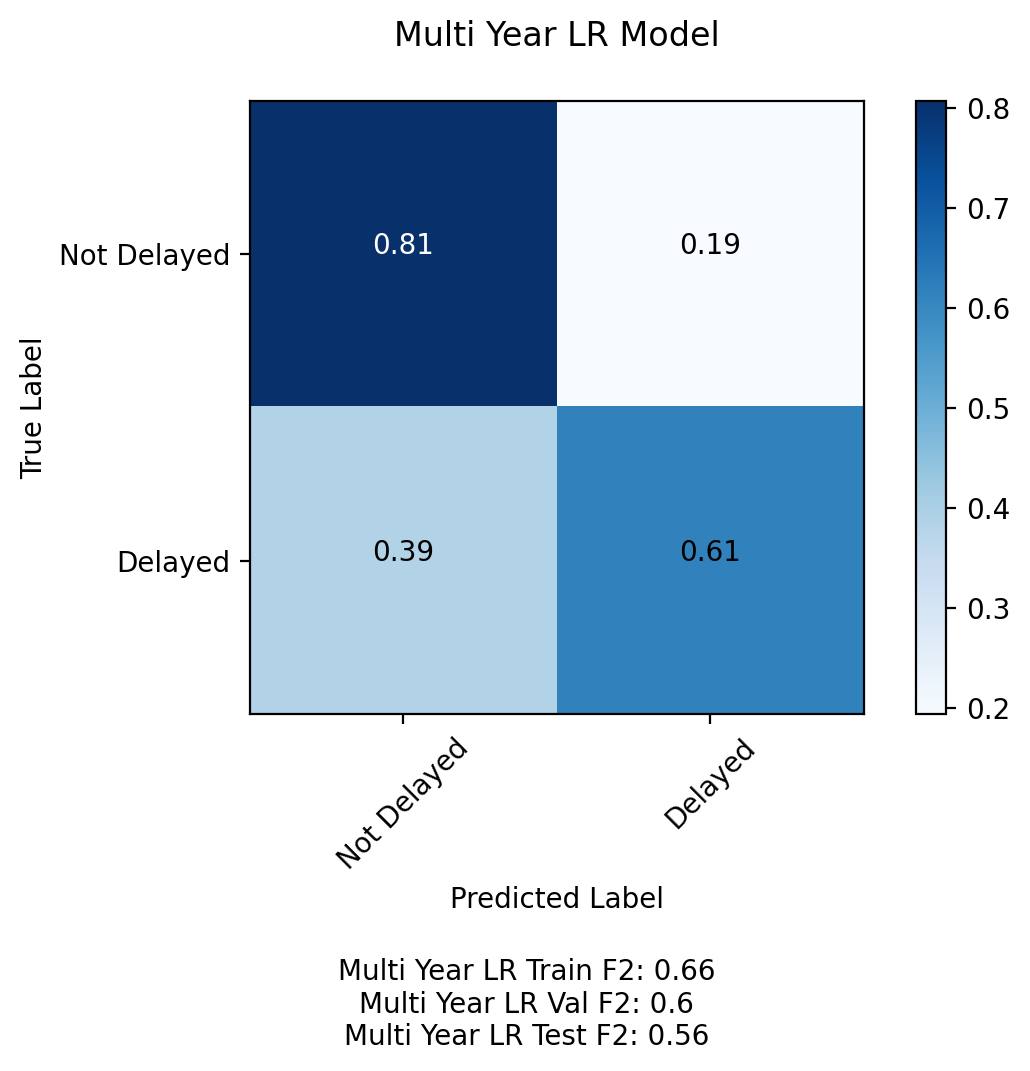 Multi Year LR Model
0.8
0.7
0.6
0.5
0.4
0.3
0.2
True Label
Not Delayed
0.81
0.19
Delayed
0.39
0.61
Not Delayed
Delayed
Predicted Label
Multi Year LR Train F2: 0.66
Multi Year LR Val F2: 0.6
Multi Year LR Test F2: 0.56